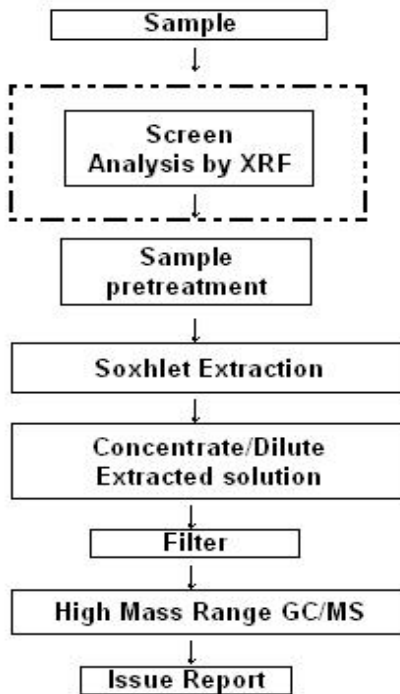 Sample
↓
Screen
Analysis by XRF
↓
Sample
pretreatment
↓
Soxhlet Extraction
↓
Concentrate/Dilute
Extracted solution
↓
Filter
↓
High Mass Range GC/MS
↓
Issue Report